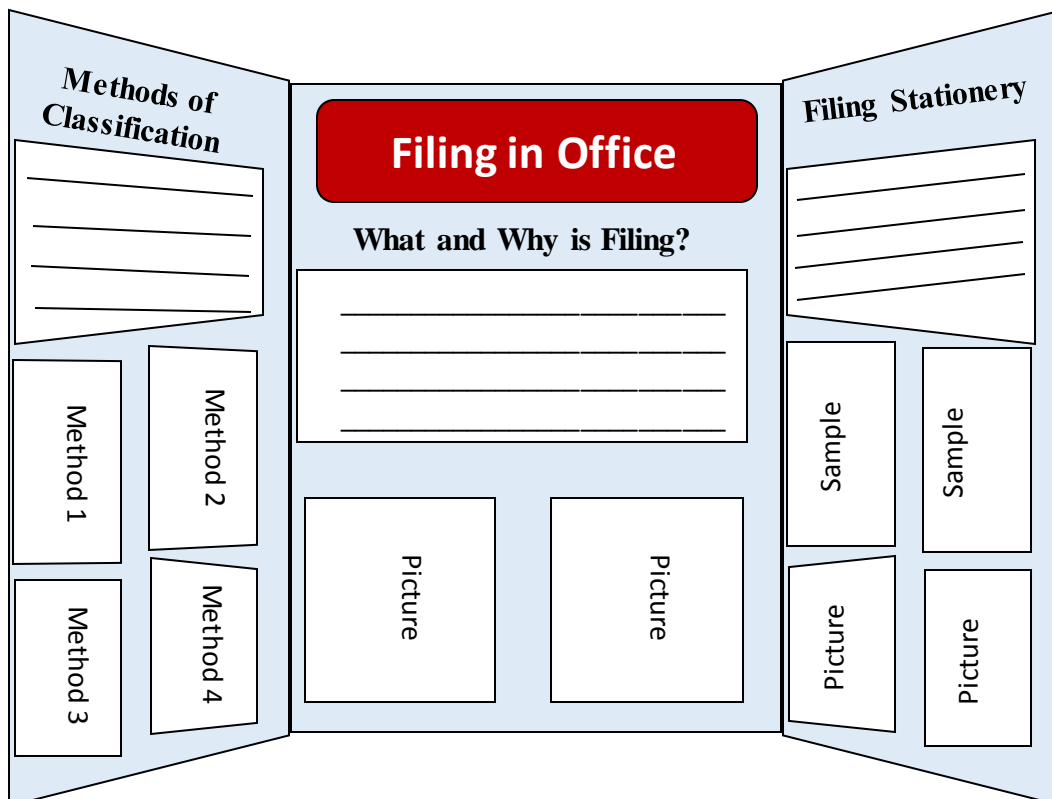 Methods of
Classification
Method 1
Method 2
Method 3
Method 4
Filing in Office
What and Why is Filing?
Picture
Picture
Filing Stationery
Sample
Sample
Picture
Picture